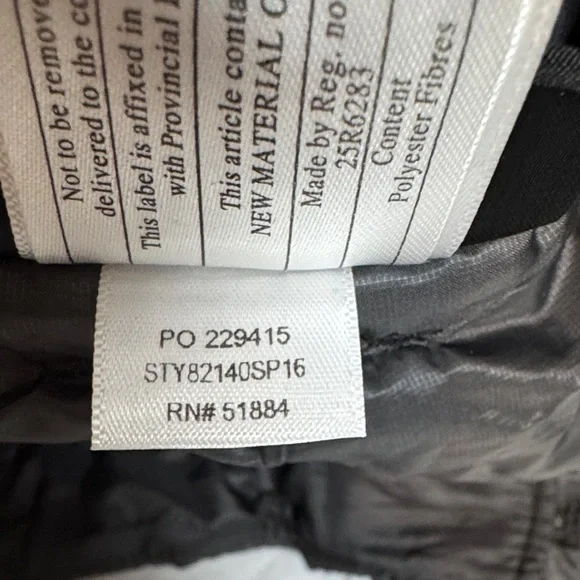 Not to be remove
delivered to the co
This label is affixed in
with Provincial
This article conta
NEW MATERIAL
Made by Reg. no
25R6283
Content
Polyester Fibres
PO 229415
STY82140SP16
RN# 51884